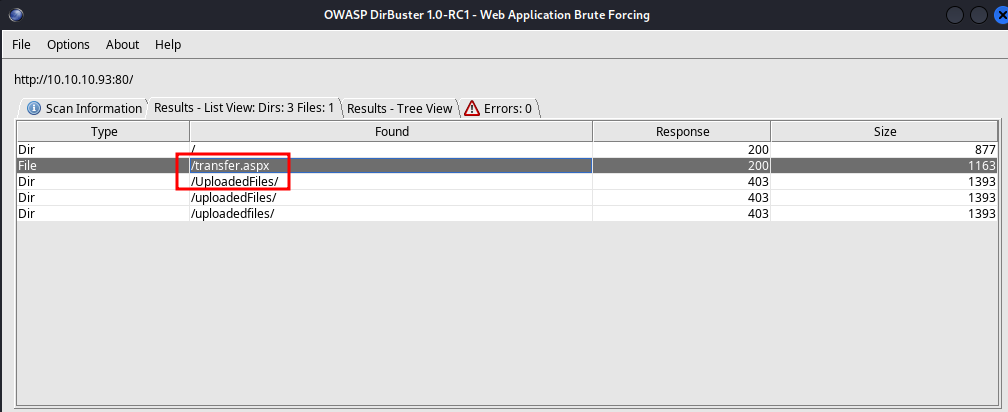 OWASP DirBuster 1.0-RC1 - Web Application Brute Forcing
File Options About Help
http://10.10.10.93:80/
Scan Information Results - List View: Dirs: 3 Files: 1 Results - Tree View Errors: 0
Type Found Response Size
Dir / 200 877
File /transfer.aspx 200 1163
Dir /UploadedFiles/ 403 1393
Dir /uploadedFiles/ 403 1393
Dir /uploadedfiles/ 403 1393